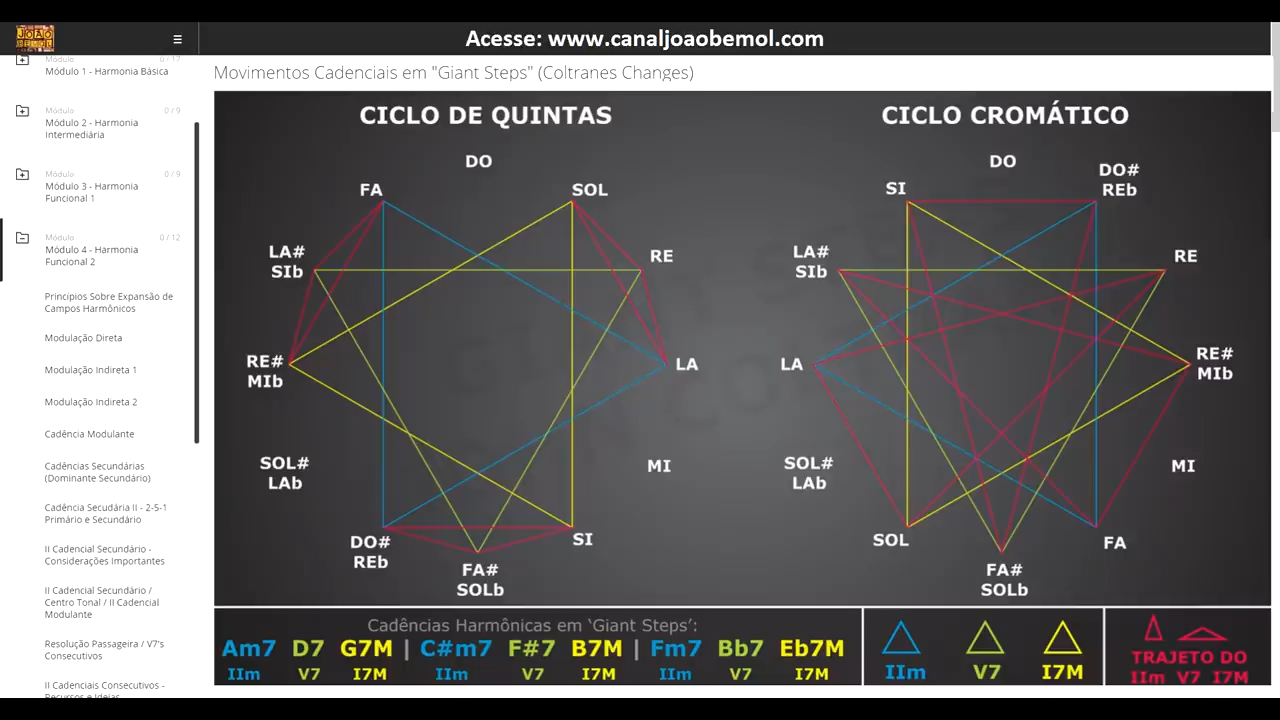 JOÃO
BEMOL
Acesse: www.canaljoaobemol.com
Módulo 0 / 17
Módulo 1 - Harmonia Básica
Módulo 0 / 9
Módulo 2 - Harmonia
Intermediária
Módulo 0 / 9
Módulo 3 - Harmonia
Funcional 1
Módulo 0 / 12
Módulo 4 - Harmonia
Funcional 2
Princípios Sobre Expansão de
Campos Harmônicos
Modulação Direta
Modulação Indireta 1
Modulação Indireta 2
Cadência Modulante
Cadências Secundárias
(Dominante Secundário)
Cadência Secudária II - 2-5-1
Primário e Secundário
II Cadencial Secundário -
Considerações Importantes
II Cadencial Secundário /
Centro Tonal / II Cadencial
Modulante
Resolução Passageira / V7's
Consecutivos
II Cadenciais Consecutivos -
Recursos e Ideias
Movimentos Cadenciais em "Giant Steps" (Coltranes Changes)
CICLO DE QUINTAS
DO
FA
SOL
LA#
SIb
RE
RE#
MIb
LA
SOL#
LAb
MI
DO#
REb
SI
FA#
SOLb
CICLO CROMÁTICO
DO
SI
DO#
REb
LA#
SIb
RE
LA
RE#
MIb
SOL#
LAb
MI
SOL
FA
FA#
SOLb
Cadências Harmônicas em ‘Giant Steps’:
Am7 D7 G7M | C#m7 F#7 B7M | Fm7 Bb7 Eb7M
IIm V7 I7M IIm V7 I7M IIm V7 I7M
IIm V7 I7M
TRAJETO DO
IIm V7 I7M